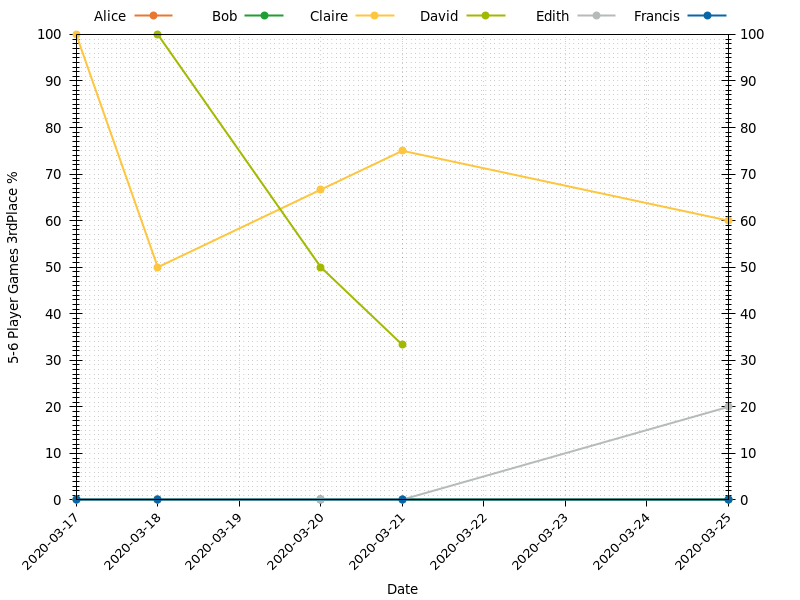 Alice Bob Claire David Edith Francis
100 100
90 90
80 80
70 70
60 60
50 50
40 40
30 30
20 20
10 10
0 0
5-6 Player Games 3rdPlace %
2020-03-17 2020-03-18 2020-03-19 2020-03-20 2020-03-21 2020-03-22 2020-03-23 2020-03-24 2020-03-25
Date